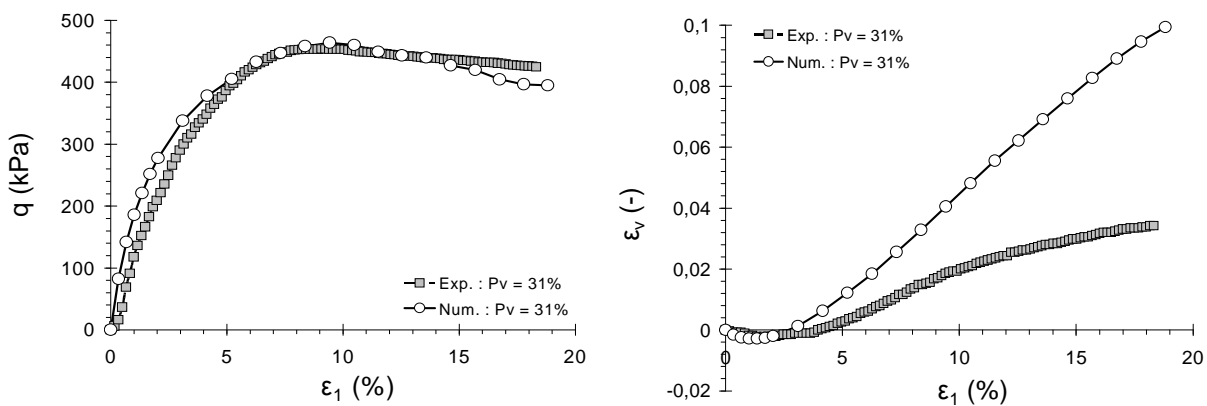 500
400
300
200
100
0
q (kPa)
0
5
10
15
20
ε1 (%)
Exp. : Pv = 31%
Num. : Pv = 31%
0,1
0,08
0,06
0,04
0,02
0
-0,02
εv (-)
0
5
10
15
20
ε1 (%)
Exp. : Pv = 31%
Num. : Pv = 31%